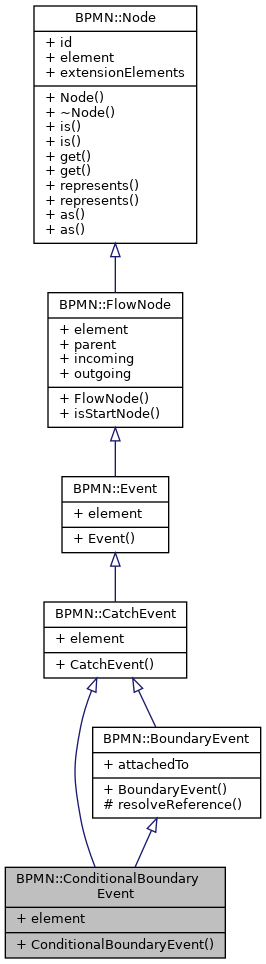 BPMN::Node
+ id
+ element
+ extensionElements
+ Node()
+ ~Node()
+ is()
+ is()
+ get()
+ get()
+ represents()
+ represents()
+ as()
+ as()
BPMN::FlowNode
+ element
+ parent
+ incoming
+ outgoing
+ FlowNode()
+ isStartNode()
BPMN::Event
+ element
+ Event()
BPMN::CatchEvent
+ element
+ CatchEvent()
BPMN::BoundaryEvent
+ attachedTo
+ BoundaryEvent()
# resolveReference()
BPMN::ConditionalBoundary
Event
+ element
+ ConditionalBoundaryEvent()